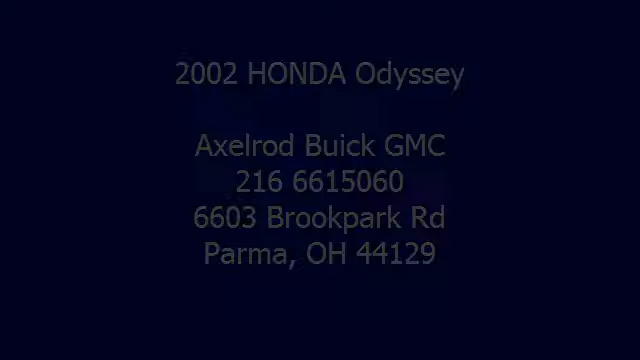 2002 HONDA Odyssey
Axelrod Buick GMC
216 6615060
6603 Brookpark Rd
Parma, OH 44129